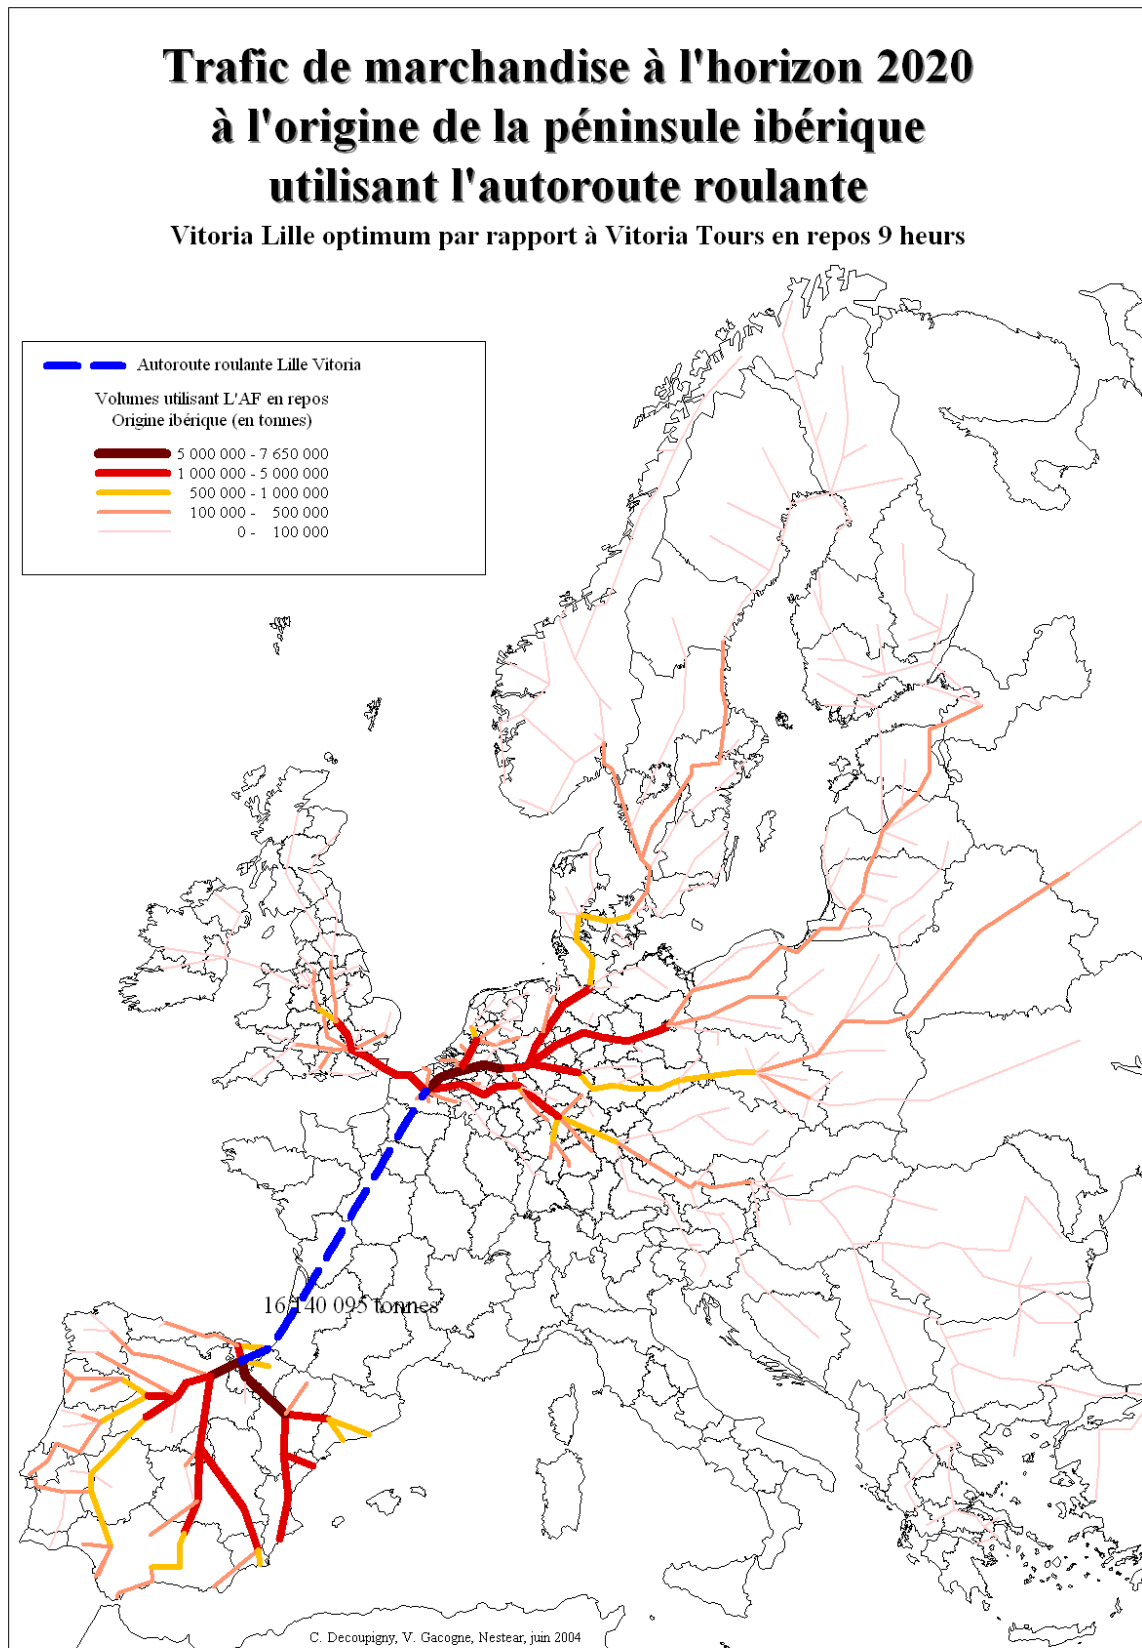 Trafic de marchandise à l'horizon 2020
à l'origine de la péninsule ibérique
utilisant l'autoroute roulante
Vitoria Lille optimum par rapport à Vitoria Tours en repos 9 heurs
Autoroute roulante Lille Vitoria
Volumes utilisant L'AF en repos
Origine ibérique (en tonnes)
5 000 000 - 7 650 000
1 000 000 - 5 000 000
500 000 - 1 000 000
100 000 - 500 000
0 - 100 000
16 140 095 tonnes
C. Decoupigny, V. Gacogne, Nestear, juin 2004